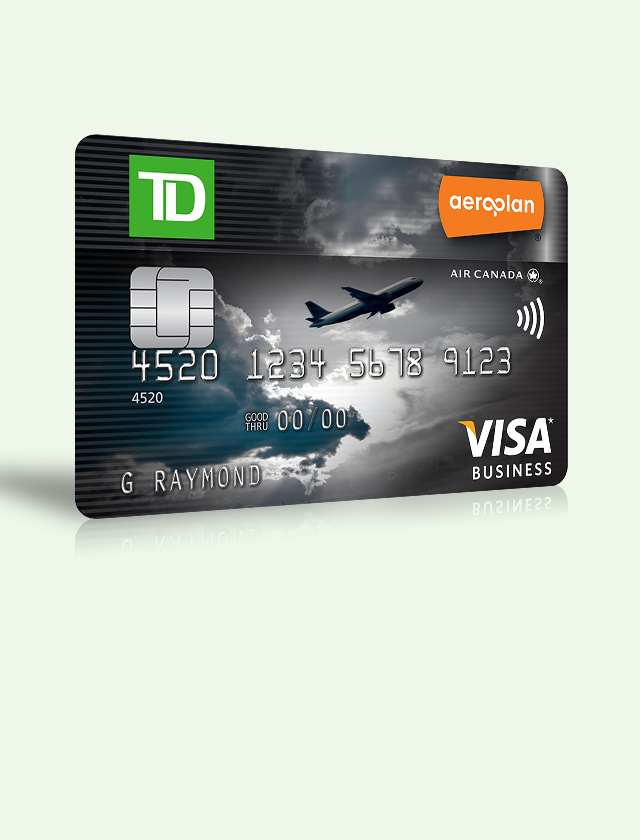 TD
aeroplan
®
AIR CANADA ®
4520 1234 5678 9123
4520
GOOD
THRU 00/00
VISA*
BUSINESS
G RAYMOND